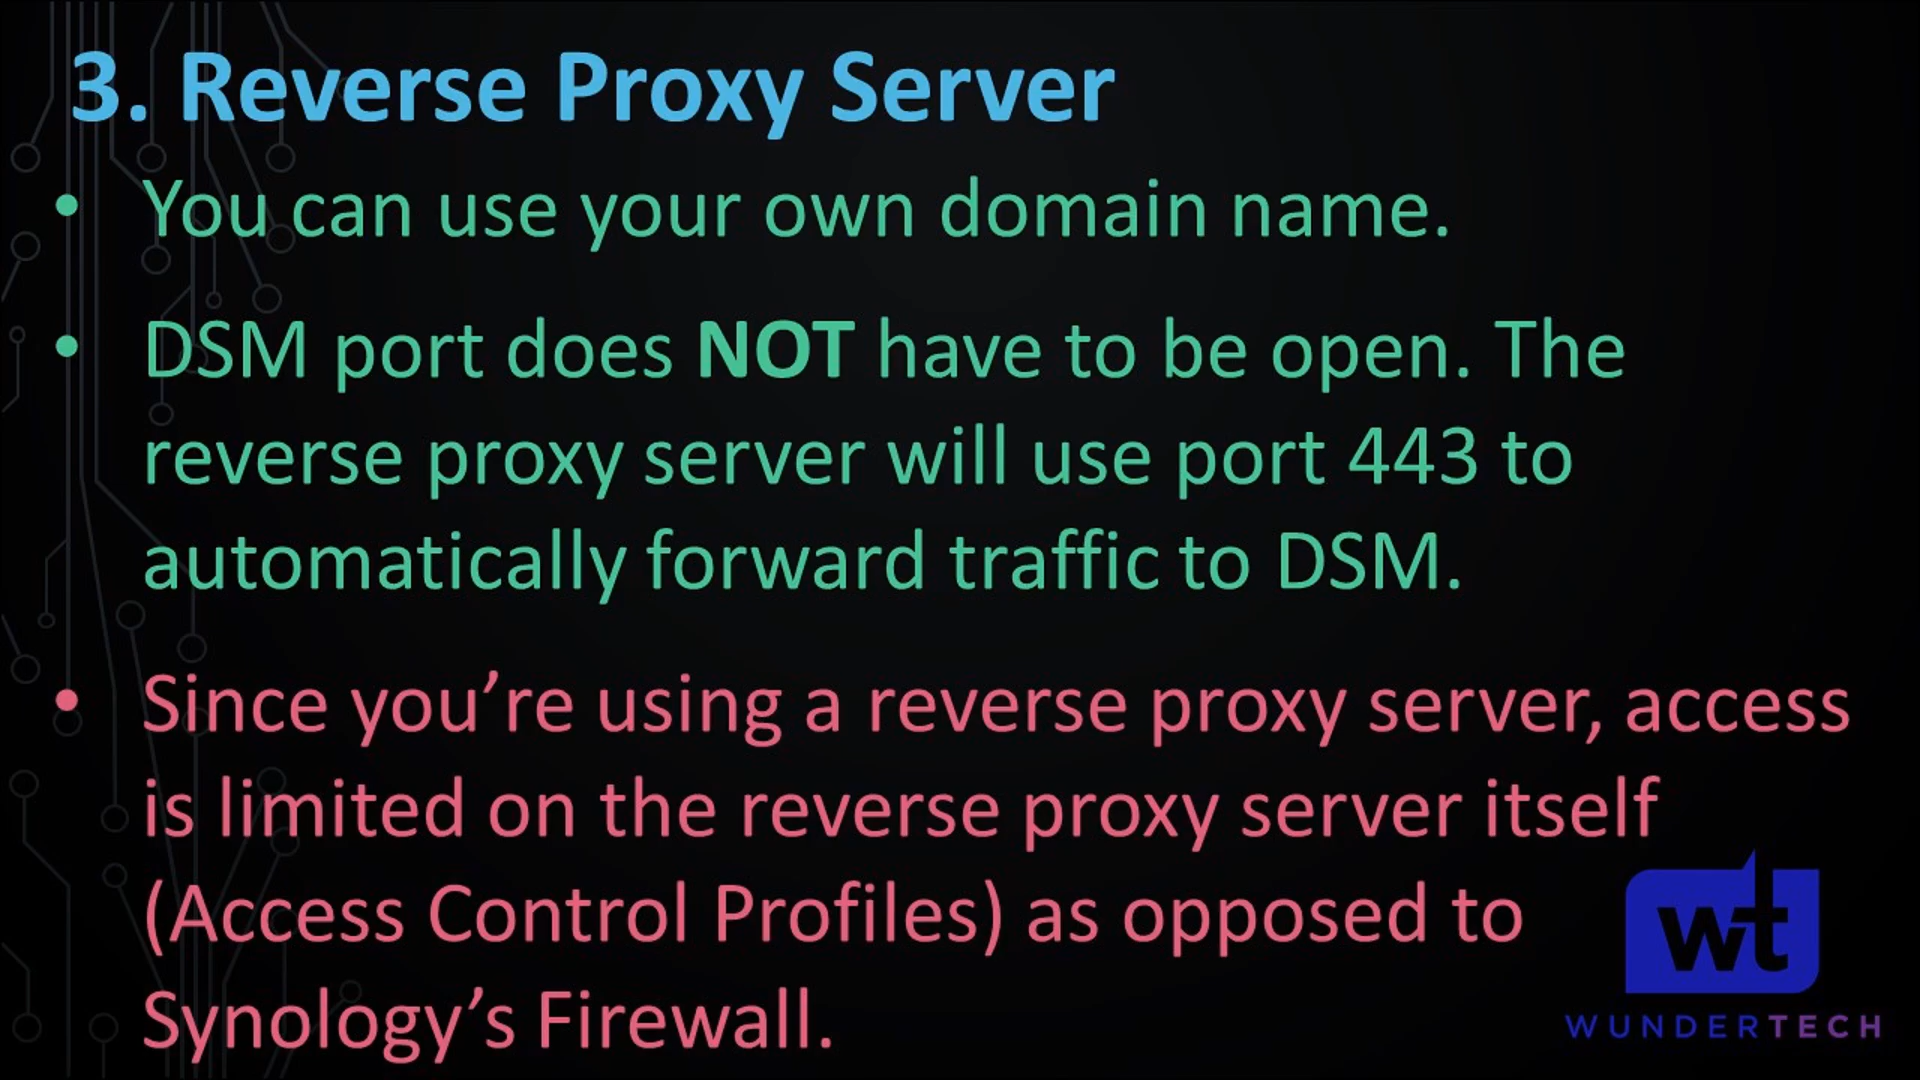 3. Reverse Proxy Server
• You can use your own domain name.
• DSM port does NOT have to be open. The
reverse proxy server will use port 443 to
automatically forward traffic to DSM.
• Since you’re using a reverse proxy server, access
is limited on the reverse proxy server itself
(Access Control Profiles) as opposed to
Synology’s Firewall.
wt
WUNDERTECH